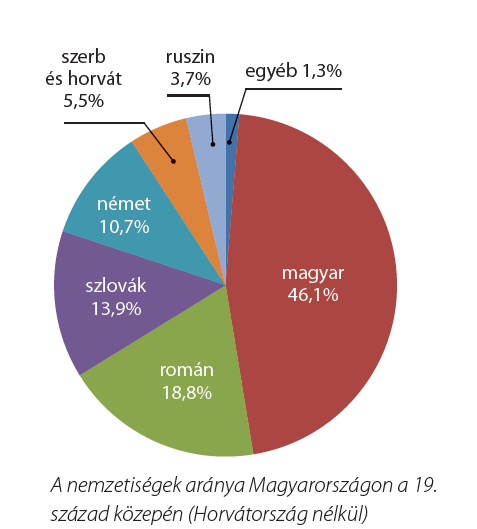 szerb
és horvát
5,5%
ruszin
3,7%
egyéb 1,3%
német
10,7%
magyar
46,1%
szlovák
13,9%
román
18,8%
A nemzetiségek aránya Magyarországon a 19.
század közepén (Horvátország nélkül)